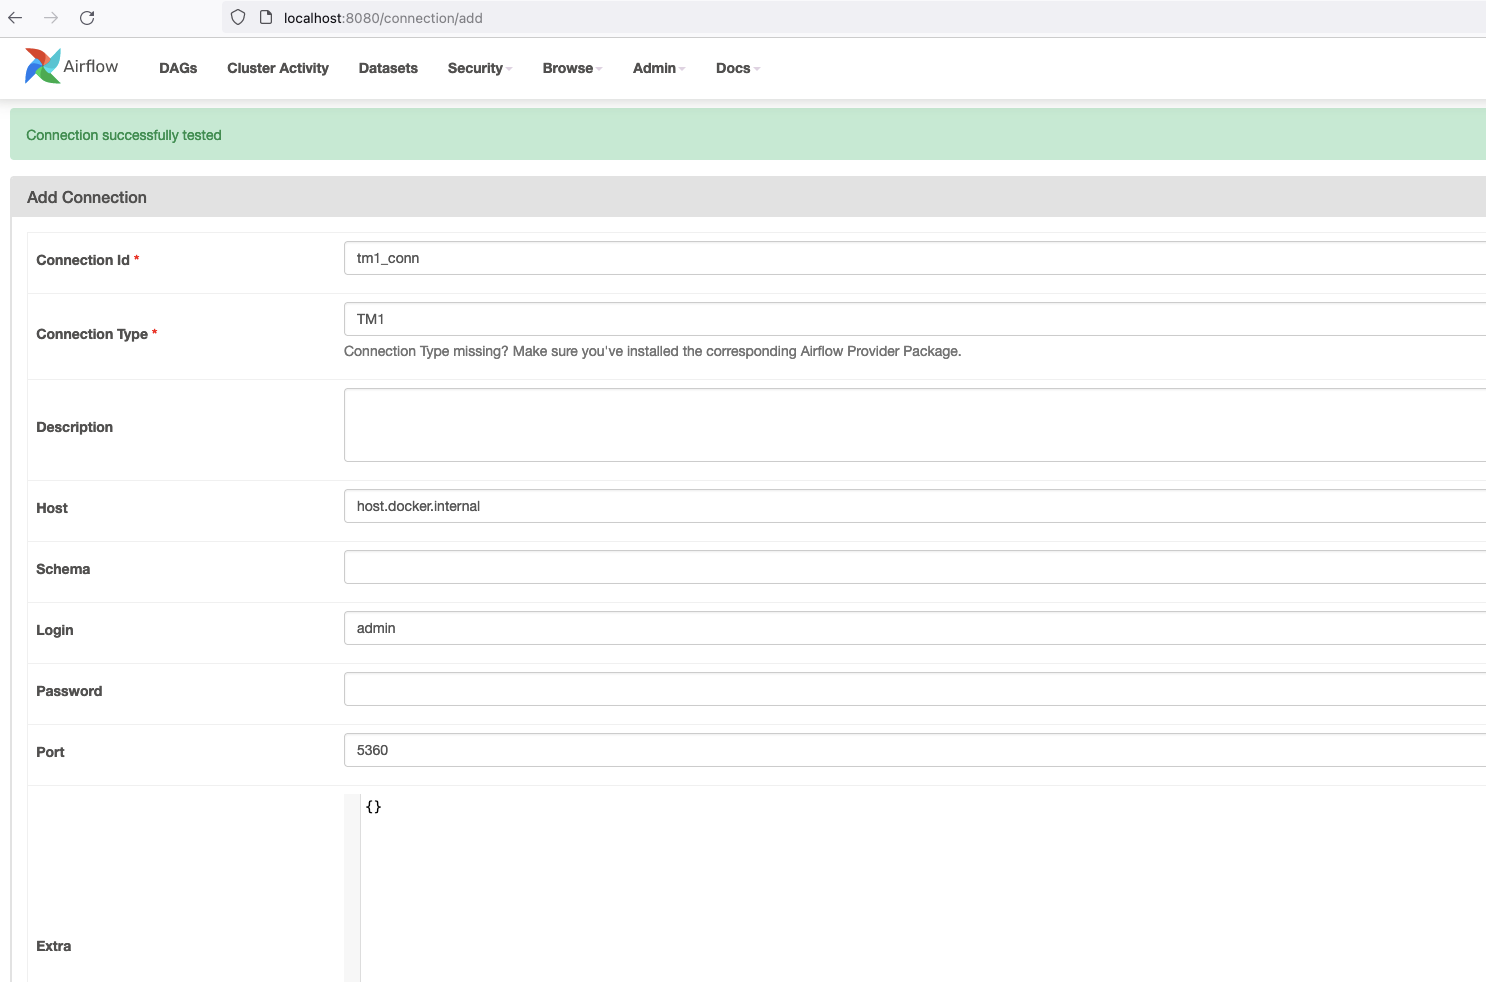 localhost:8080/connection/add
Airflow DAGs Cluster Activity Datasets Security Browse Admin Docs
Connection successfully tested
Add Connection
Connection Id * tm1_conn
Connection Type * TM1
Connection Type missing? Make sure you've installed the corresponding Airflow Provider Package.
Description
Host host.docker.internal
Schema
Login admin
Password
Port 5360
{}
Extra